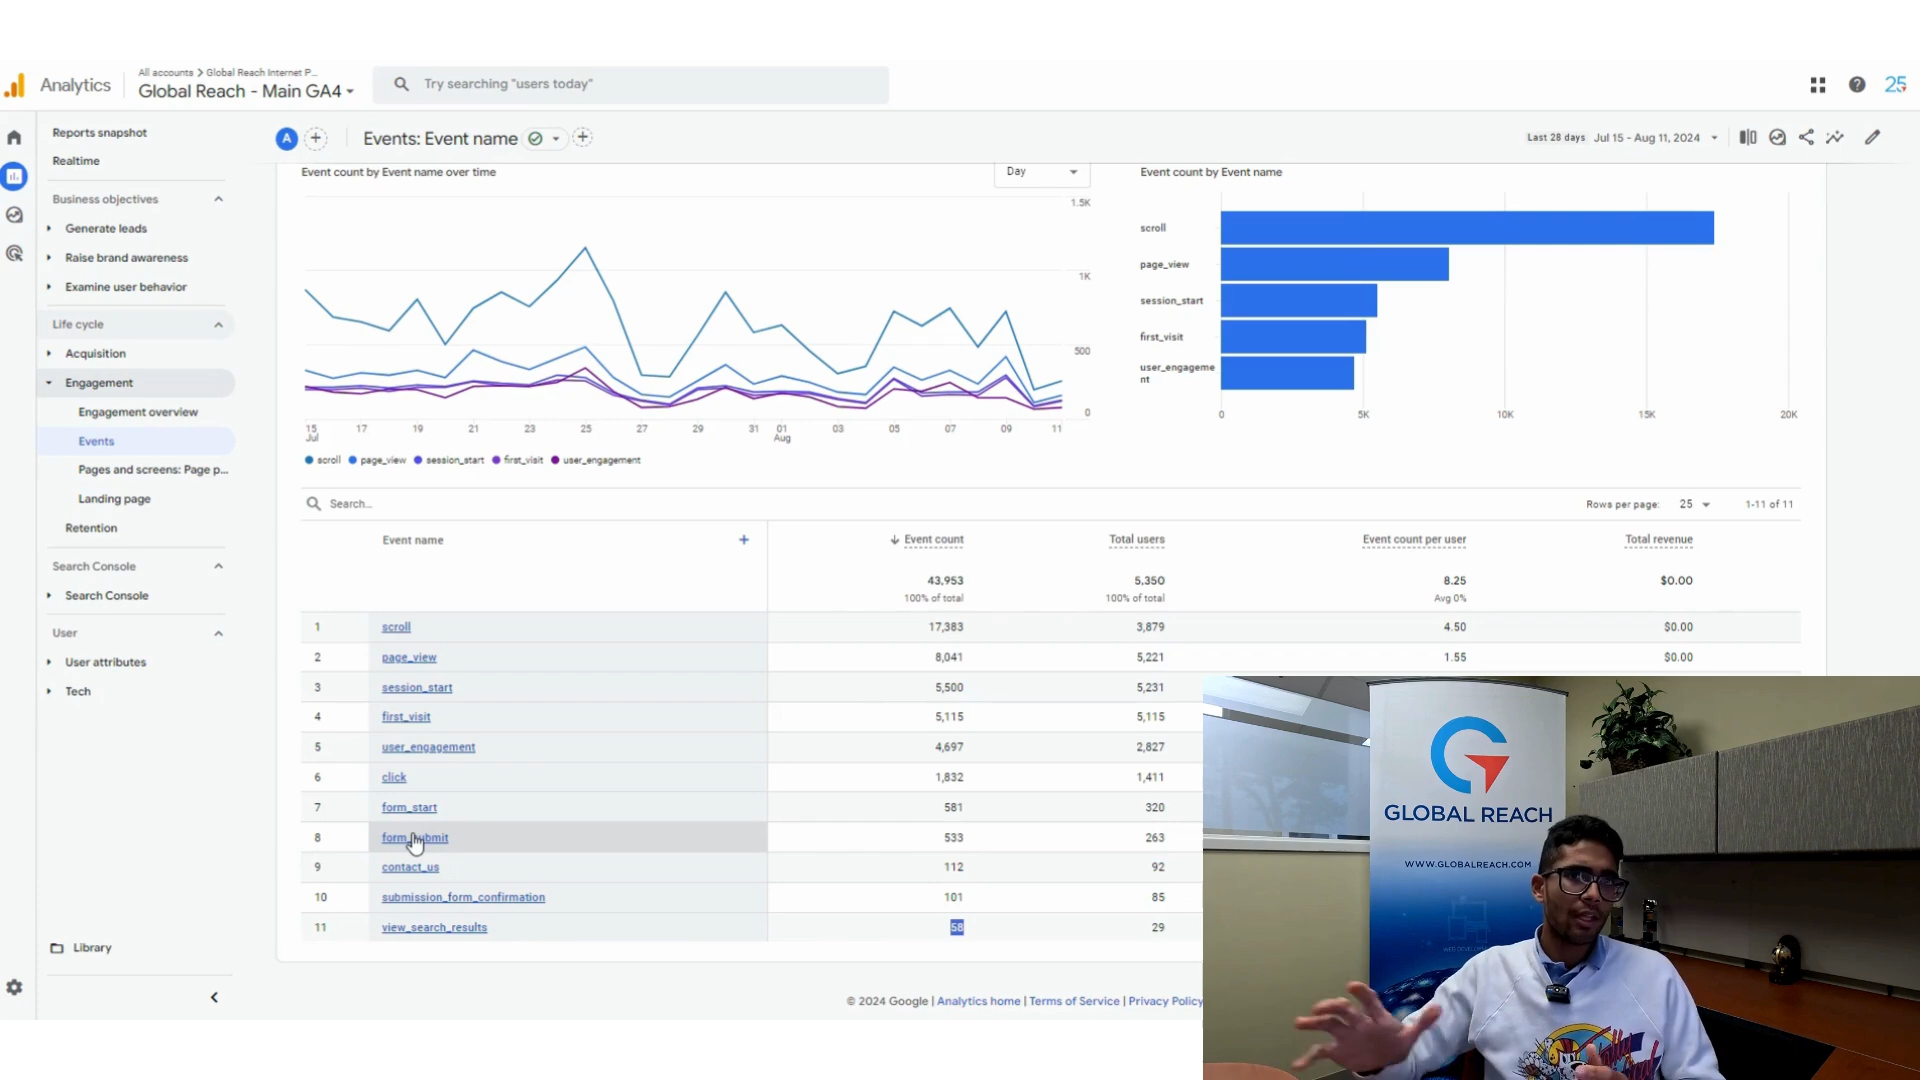 Analytics
All accounts > Global Reach Internet P...
Global Reach - Main GA4
Try searching "users today"
25
Reports snapshot
Realtime
Business objectives
Generate leads
Raise brand awareness
Examine user behavior
Life cycle
Acquisition
Engagement
Engagement overview
Events
Pages and screens: Page p...
Landing page
Retention
Search Console
Search Console
User
User attributes
Tech
Library
A
Events: Event name
Last 28 days Jul 15 - Aug 11, 2024
Event count by Event name over time
Day
1.5K
1K
500
0
15 17 19 21 23 25 27 29 31 01 03 05 07 09 11
Jul Aug
scroll page_view session_start first_visit user_engagement
Event count by Event name
scroll
page_view
session_start
first_visit
user_engageme
nt
0 5K 10K 15K 20K
Search...
Rows per page: 25 1-11 of 11
Event name Event count Total users Event count per user Total revenue
43,953 5,350 8.25 $0.00
100% of total 100% of total Avg 0%
1 scroll 17,383 3,879 4.50 $0.00
2 page_view 8,041 5,221 1.55 $0.00
3 session_start 5,500 5,231
4 first_visit 5,115 5,115
5 user_engagement 4,697 2,827
6 click 1,832 1,411
7 form_start 581 320
8 form_submit 533 263
9 contact_us 112 92
10 submission_form_confirmation 101 85
11 view_search_results 58 29
© 2024 Google | Analytics home | Terms of Service | Privacy Policy
GLOBAL REACH
WWW.GLOBALREACH.COM